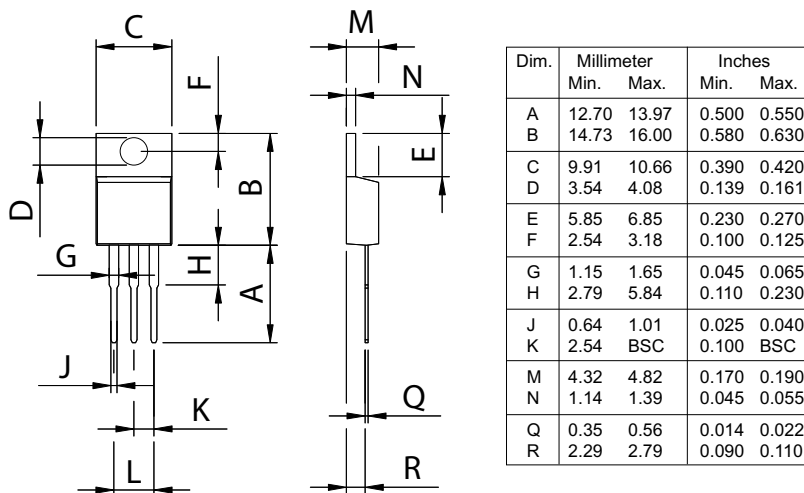 C
M
F
N
D
B
E
G
H
A
J
K
Q
L
R
Dim. Millimeter Inches
Min. Max. Min. Max.
A 12.70 13.97 0.500 0.550
B 14.73 16.00 0.580 0.630
C 9.91 10.66 0.390 0.420
D 3.54 4.08 0.139 0.161
E 5.85 6.85 0.230 0.270
F 2.54 3.18 0.100 0.125
G 1.15 1.65 0.045 0.065
H 2.79 5.84 0.110 0.230
J 0.64 1.01 0.025 0.040
K 2.54 BSC 0.100 BSC
M 4.32 4.82 0.170 0.190
N 1.14 1.39 0.045 0.055
Q 0.35 0.56 0.014 0.022
R 2.29 2.79 0.090 0.110